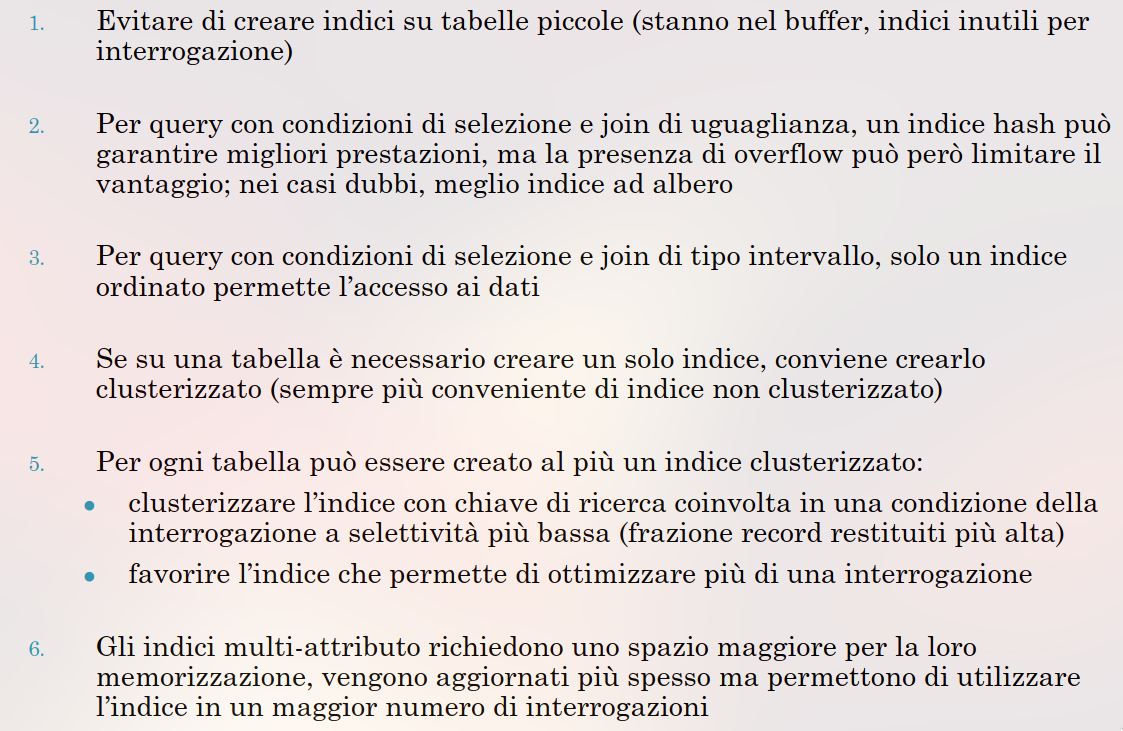 1. Evitare di creare indici su tabelle piccole (stanno nel buffer, indici inutili per
interrogazione)
2. Per query con condizioni di selezione e join di uguaglianza, un indice hash può
garantire migliori prestazioni, ma la presenza di overflow può però limitare il
vantaggio; nei casi dubbi, meglio indice ad albero
3. Per query con condizioni di selezione e join di tipo intervallo, solo un indice
ordinato permette l'accesso ai dati
4. Se su una tabella è necessario creare un solo indice, conviene crearlo
clusterizzato (sempre più conveniente di indice non clusterizzato)
5. Per ogni tabella può essere creato al più un indice clusterizzato:
• clusterizzare l'indice con chiave di ricerca coinvolta in una condizione della
interrogazione a selettività più bassa (frazione record restituiti più alta)
• favorire l'indice che permette di ottimizzare più di una interrogazione
6. Gli indici multi-attributo richiedono uno spazio maggiore per la loro
memorizzazione, vengono aggiornati più spesso ma permettono di utilizzare
l'indice in un maggior numero di interrogazioni